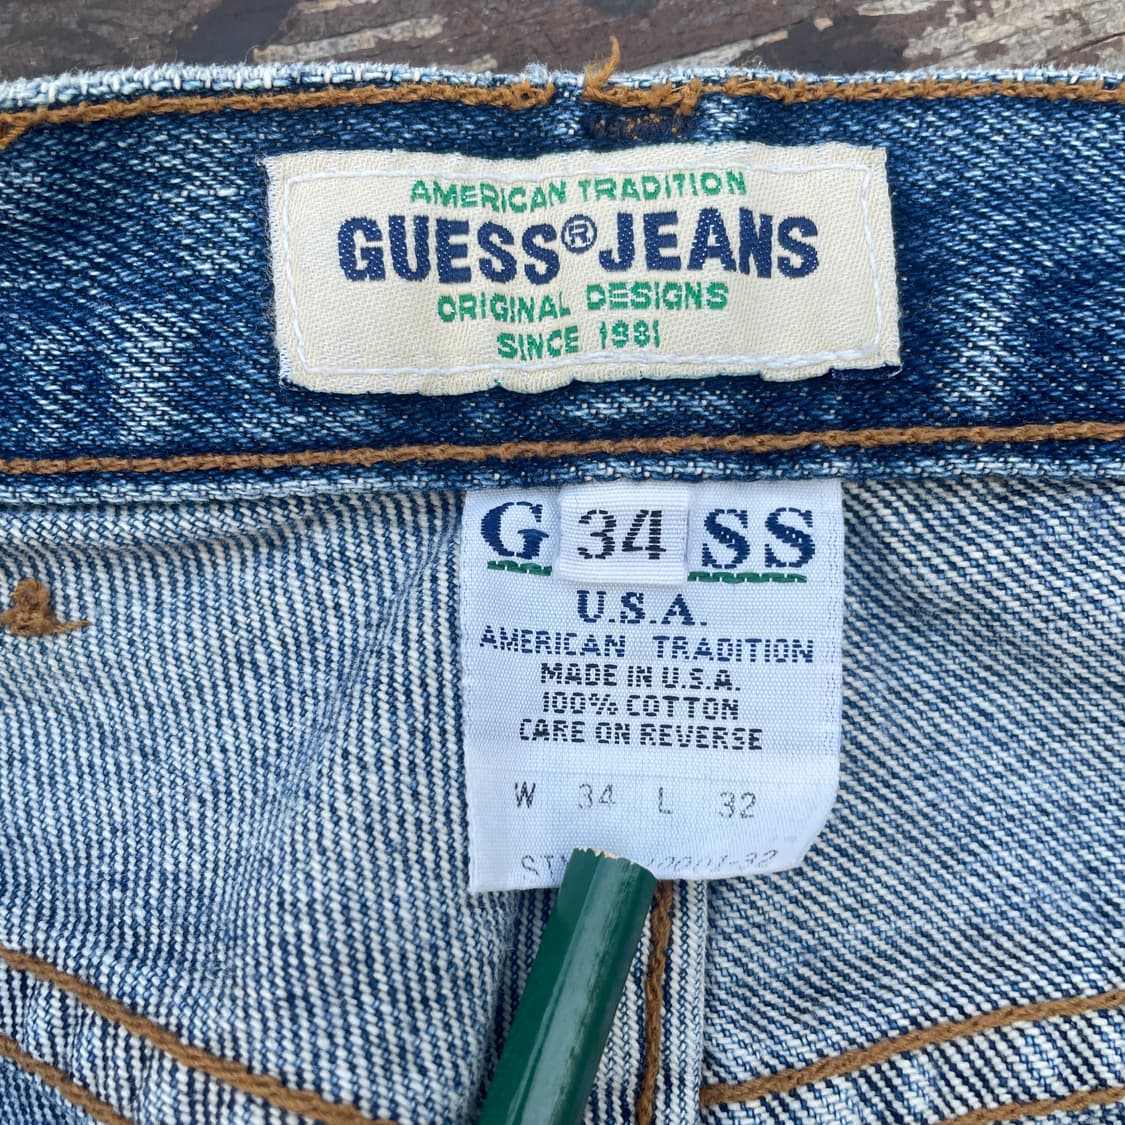 AMERICAN TRADITION
GUESS®JEANS
ORIGINAL DESIGNS
SINCE 1981
G 34 SS
U.S.A.
AMERICAN TRADITION
MADE IN U.S.A.
100% COTTON
CARE ON REVERSE
W 34 L 32